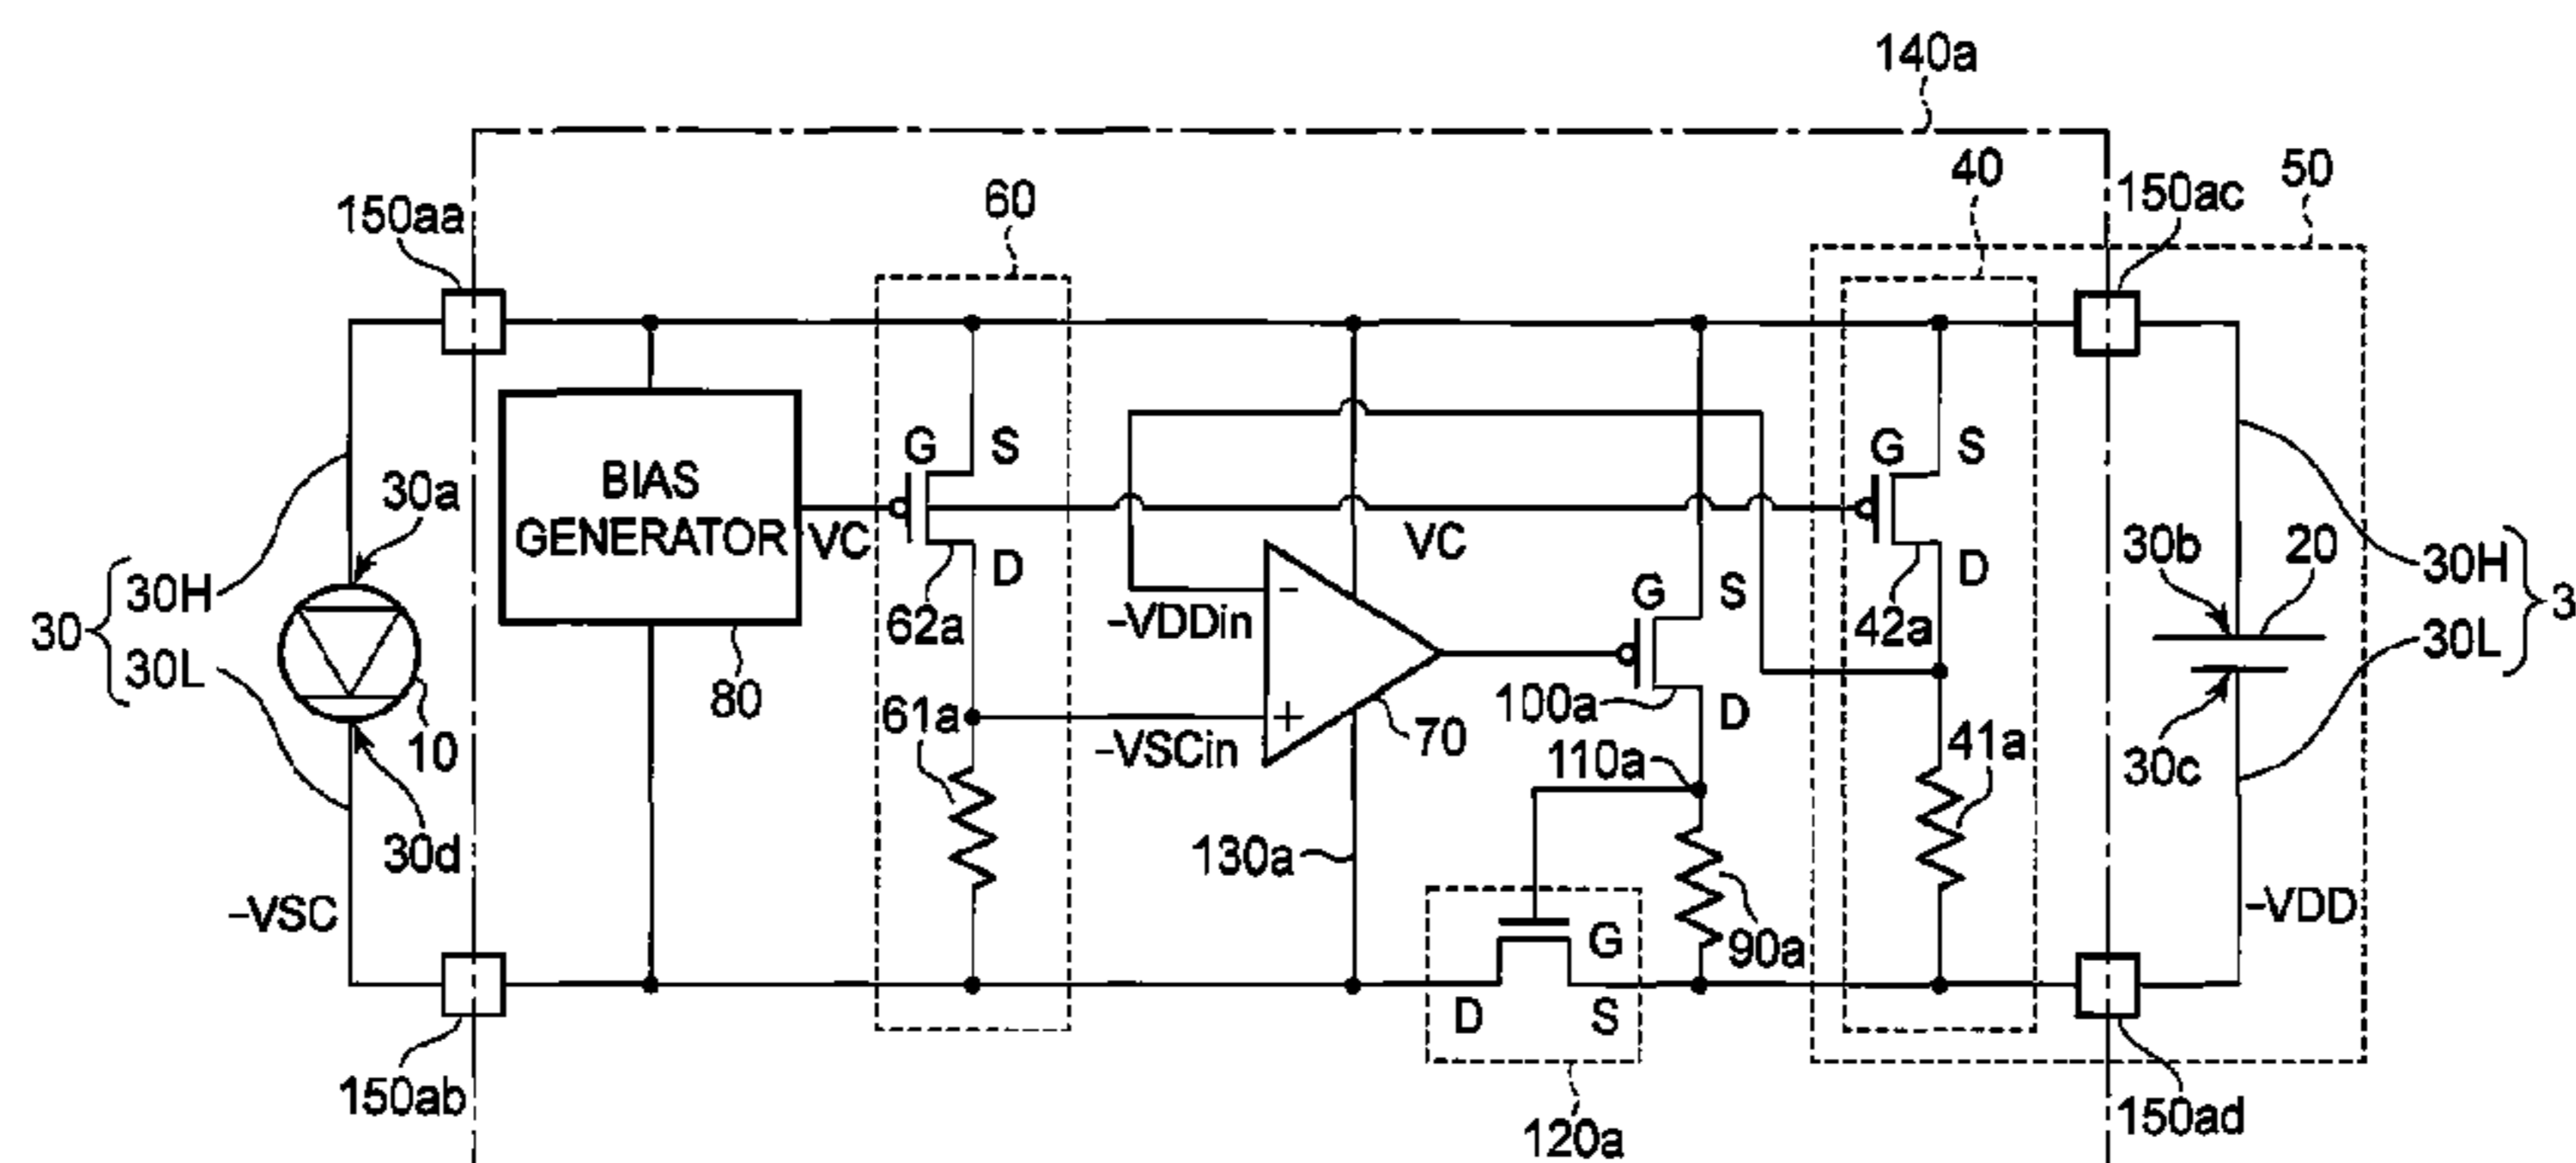 140a
40
50
150aa
60
150ac
G
S
G
S
30a
BIAS
GENERATOR
VC
VC
30b
20
30H
30H
D
G
S
D
30
3
30L
-VDDin
-
62a
42a
30L
80
61a
+
100a
D
10
-VSCin
70
110a
41a
30c
30d
130a
-VSC
-VDD
G
90a
D
S
150ab
120a
150ad